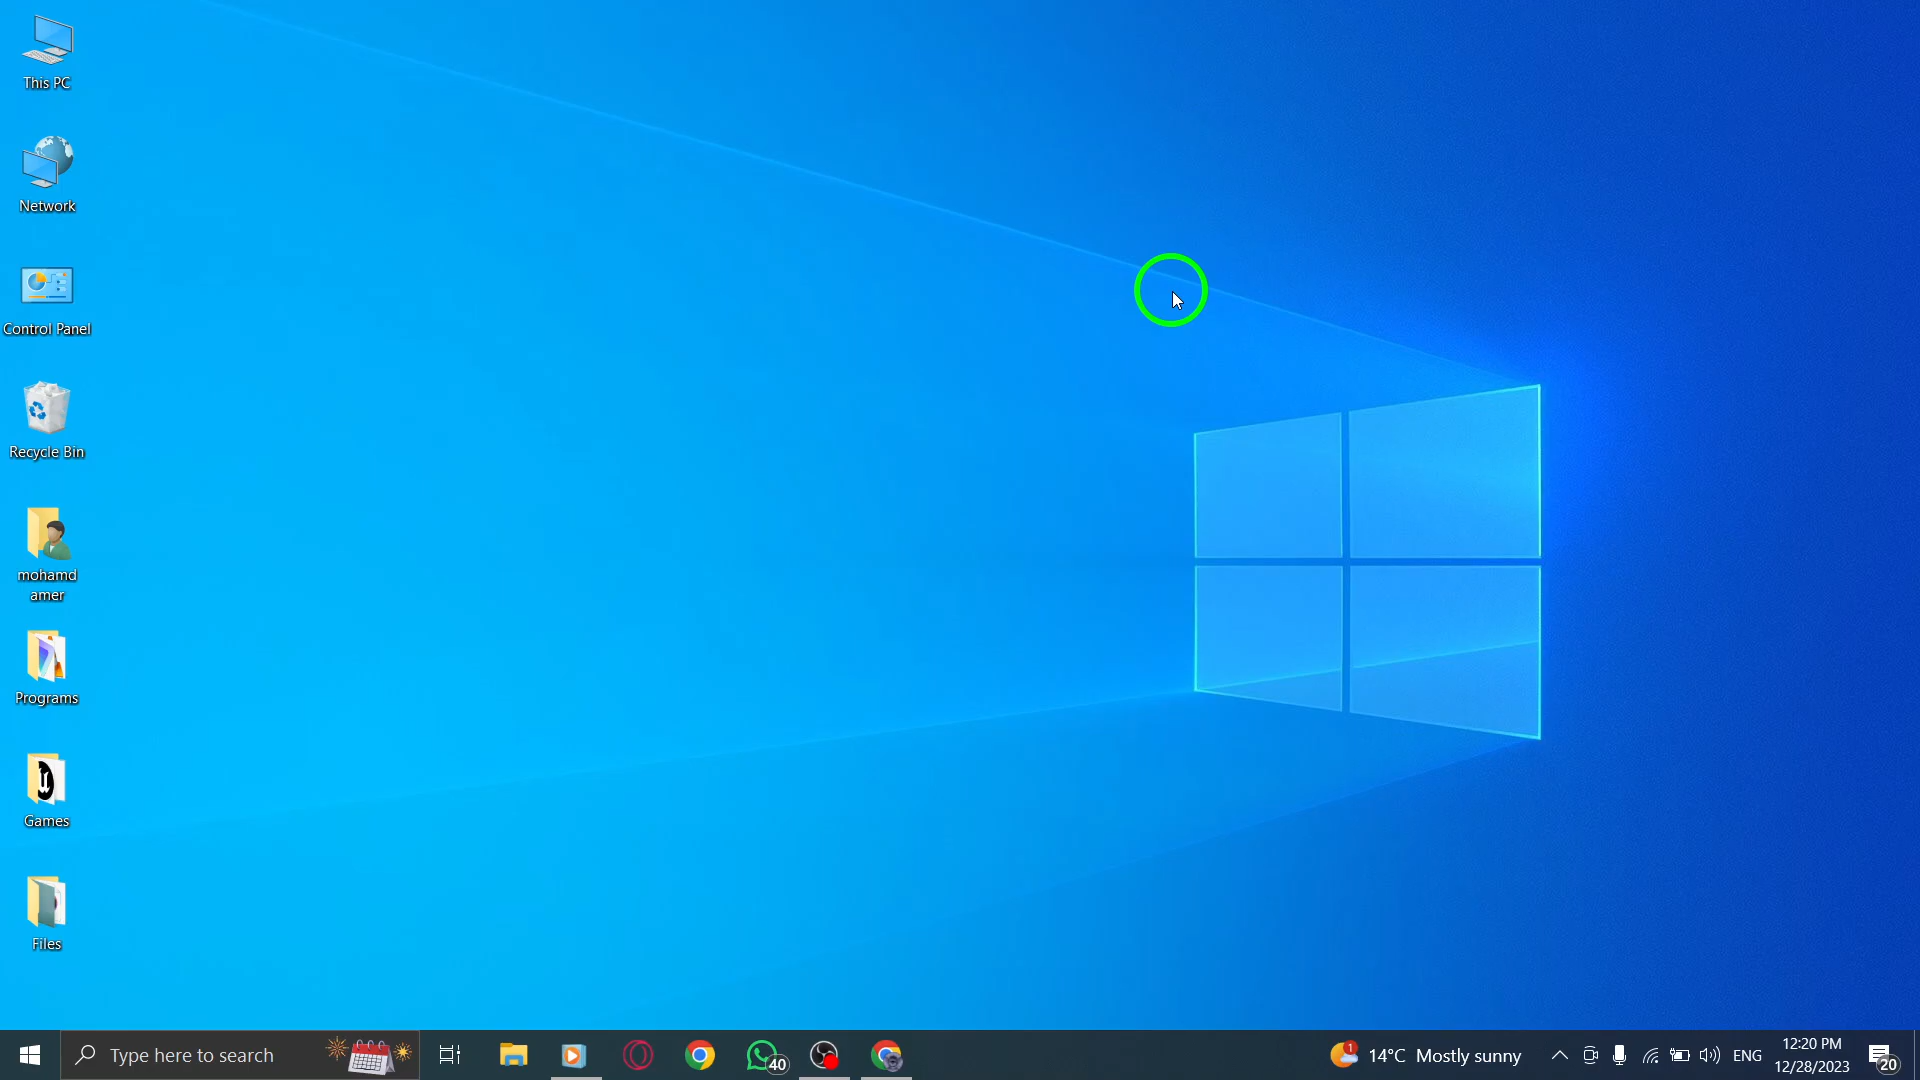 This PC
Network
Control Panel
Recycle Bin
mohamd
amer
Programs
Games
Files
Type here to search
40
1
14°C Mostly sunny
ENG
12:20 PM
12/28/2023
20